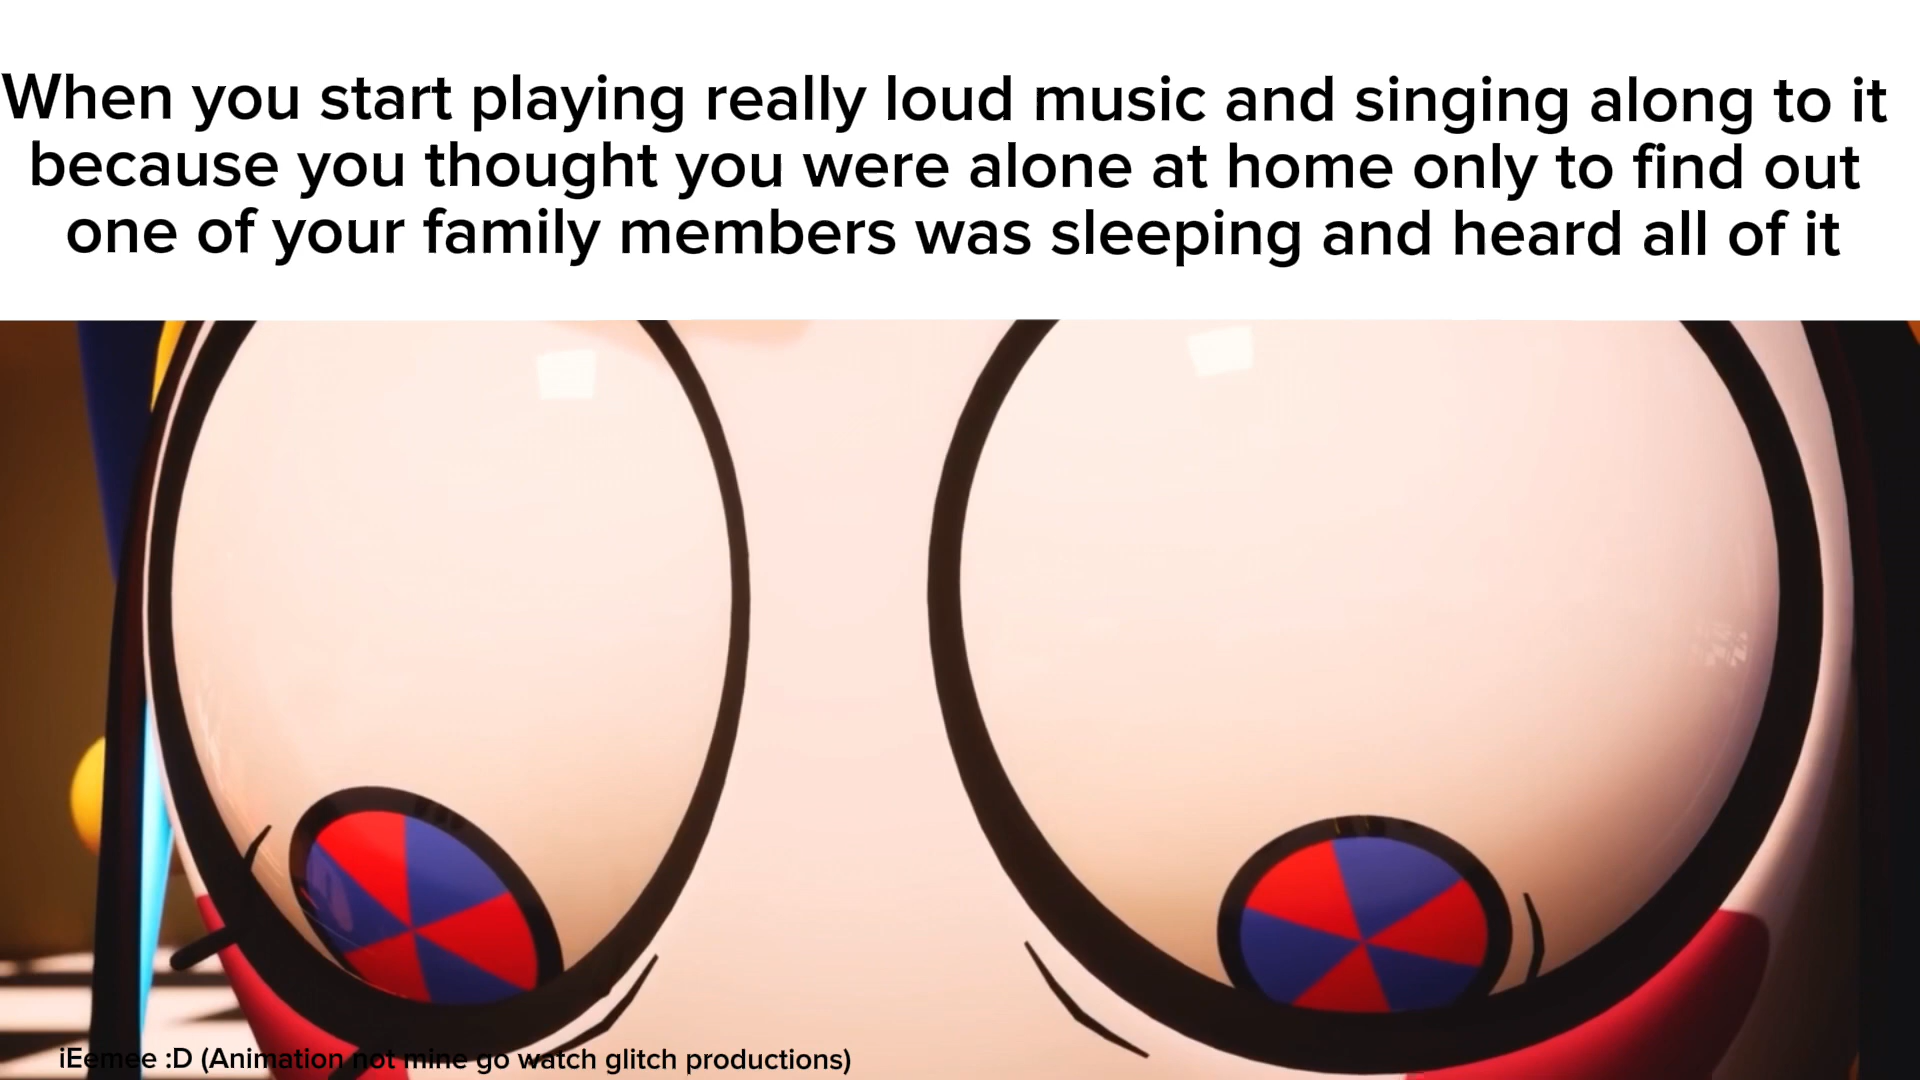 When you start playing really loud music and singing along to it
because you thought you were alone at home only to find out
one of your family members was sleeping and heard all of it
iEemee :D (Animation not mine go watch glitch productions)